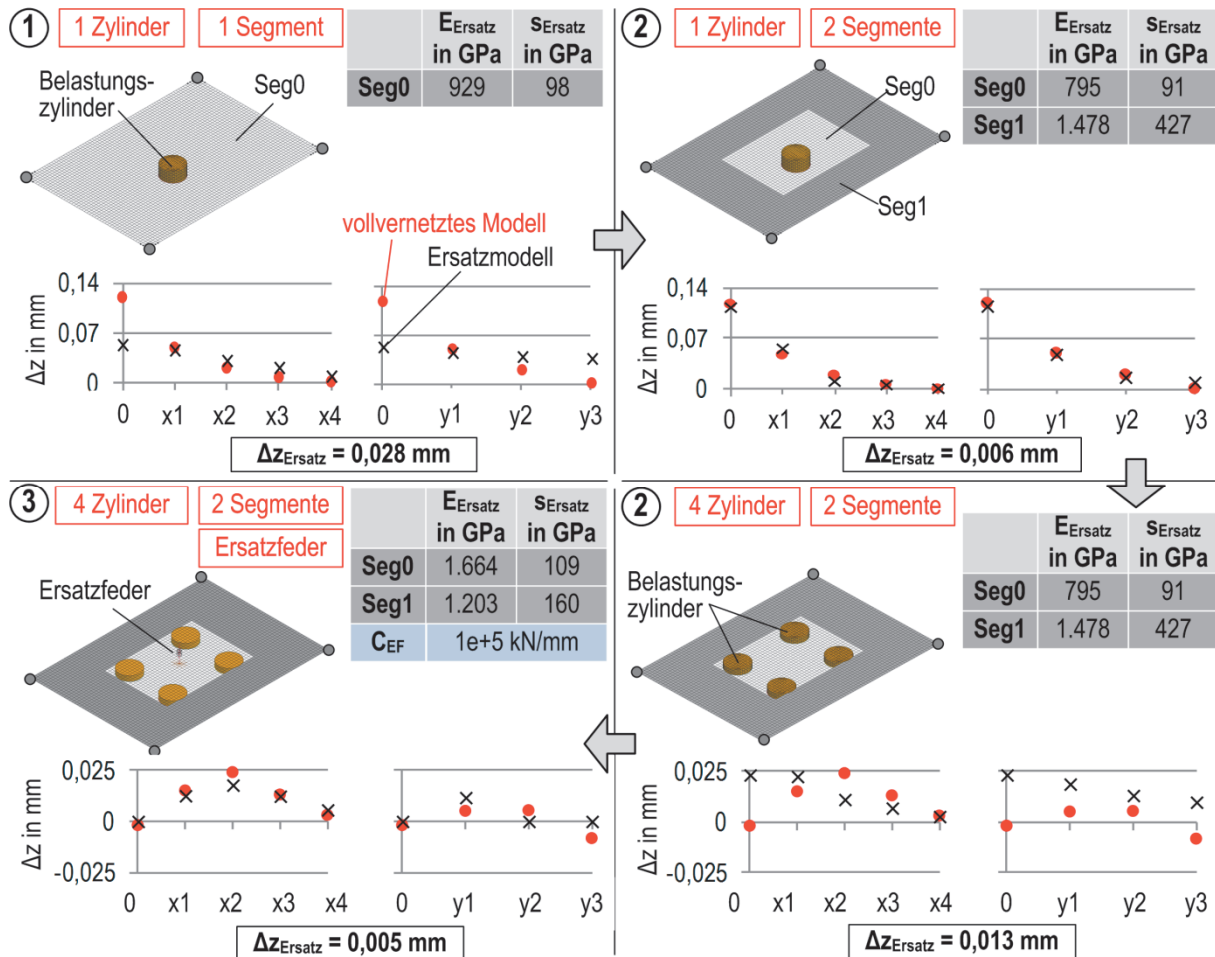 1
1 Zylinder
1 Segment
E_Ersatz in GPa
s_Ersatz in GPa
Seg0 929 98
Belastungs-
zylinder
Seg0
vollvernetztes Modell
Ersatzmodell
Δz in mm
0,14
0,07
0
0 x1 x2 x3 x4
0 y1 y2 y3
Δz_Ersatz = 0,028 mm
2
1 Zylinder
2 Segmente
E_Ersatz in GPa
s_Ersatz in GPa
Seg0 795 91
Seg1 1.478 427
Seg0
Seg1
Δz in mm
0,14
0,07
0
0 x1 x2 x3 x4
0 y1 y2 y3
Δz_Ersatz = 0,006 mm
3
4 Zylinder
2 Segmente
Ersatzfeder
E_Ersatz in GPa
s_Ersatz in GPa
Seg0 1.664 109
Seg1 1.203 160
C_EF 1e+5 kN/mm
Ersatzfeder
Δz in mm
0,025
0
-0,025
0 x1 x2 x3 x4
0 y1 y2 y3
Δz_Ersatz = 0,005 mm
2
4 Zylinder
2 Segmente
E_Ersatz in GPa
s_Ersatz in GPa
Seg0 795 91
Seg1 1.478 427
Belastungs-
zylinder
Δz in mm
0,025
0
-0,025
0 x1 x2 x3 x4
0 y1 y2 y3
Δz_Ersatz = 0,013 mm